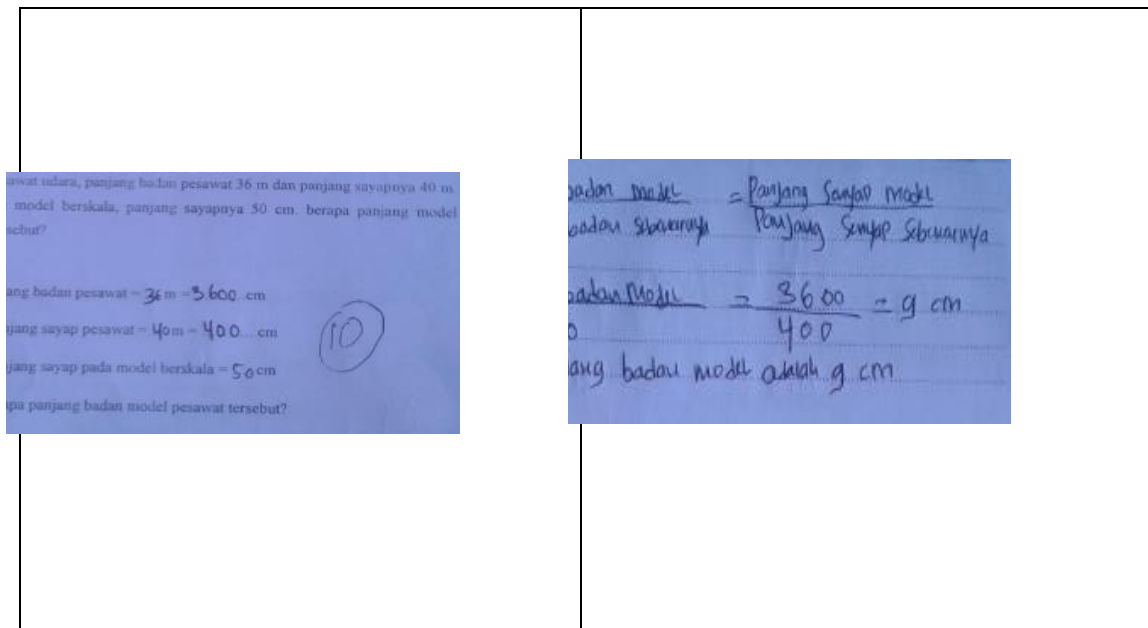 udara, panjang badan pesawat 36 m dan panjang sayapnya 40 m
model berskala, panjang sayapnya 50 cm. berapa panjang model
sebut?
ang badan pesawat = 36 m = 3600 cm
jang sayap pesawat = 40 m = 400... cm
10
jang sayap pada model berskala = 50 cm
pa panjang badan model pesawat tersebut?
badan model = Panjang Sayap model
badan sebenarnya Panjang Sayap Sebenarnya
badan Model = 3600 = 9 cm
400
ang badan model adalah 9 cm